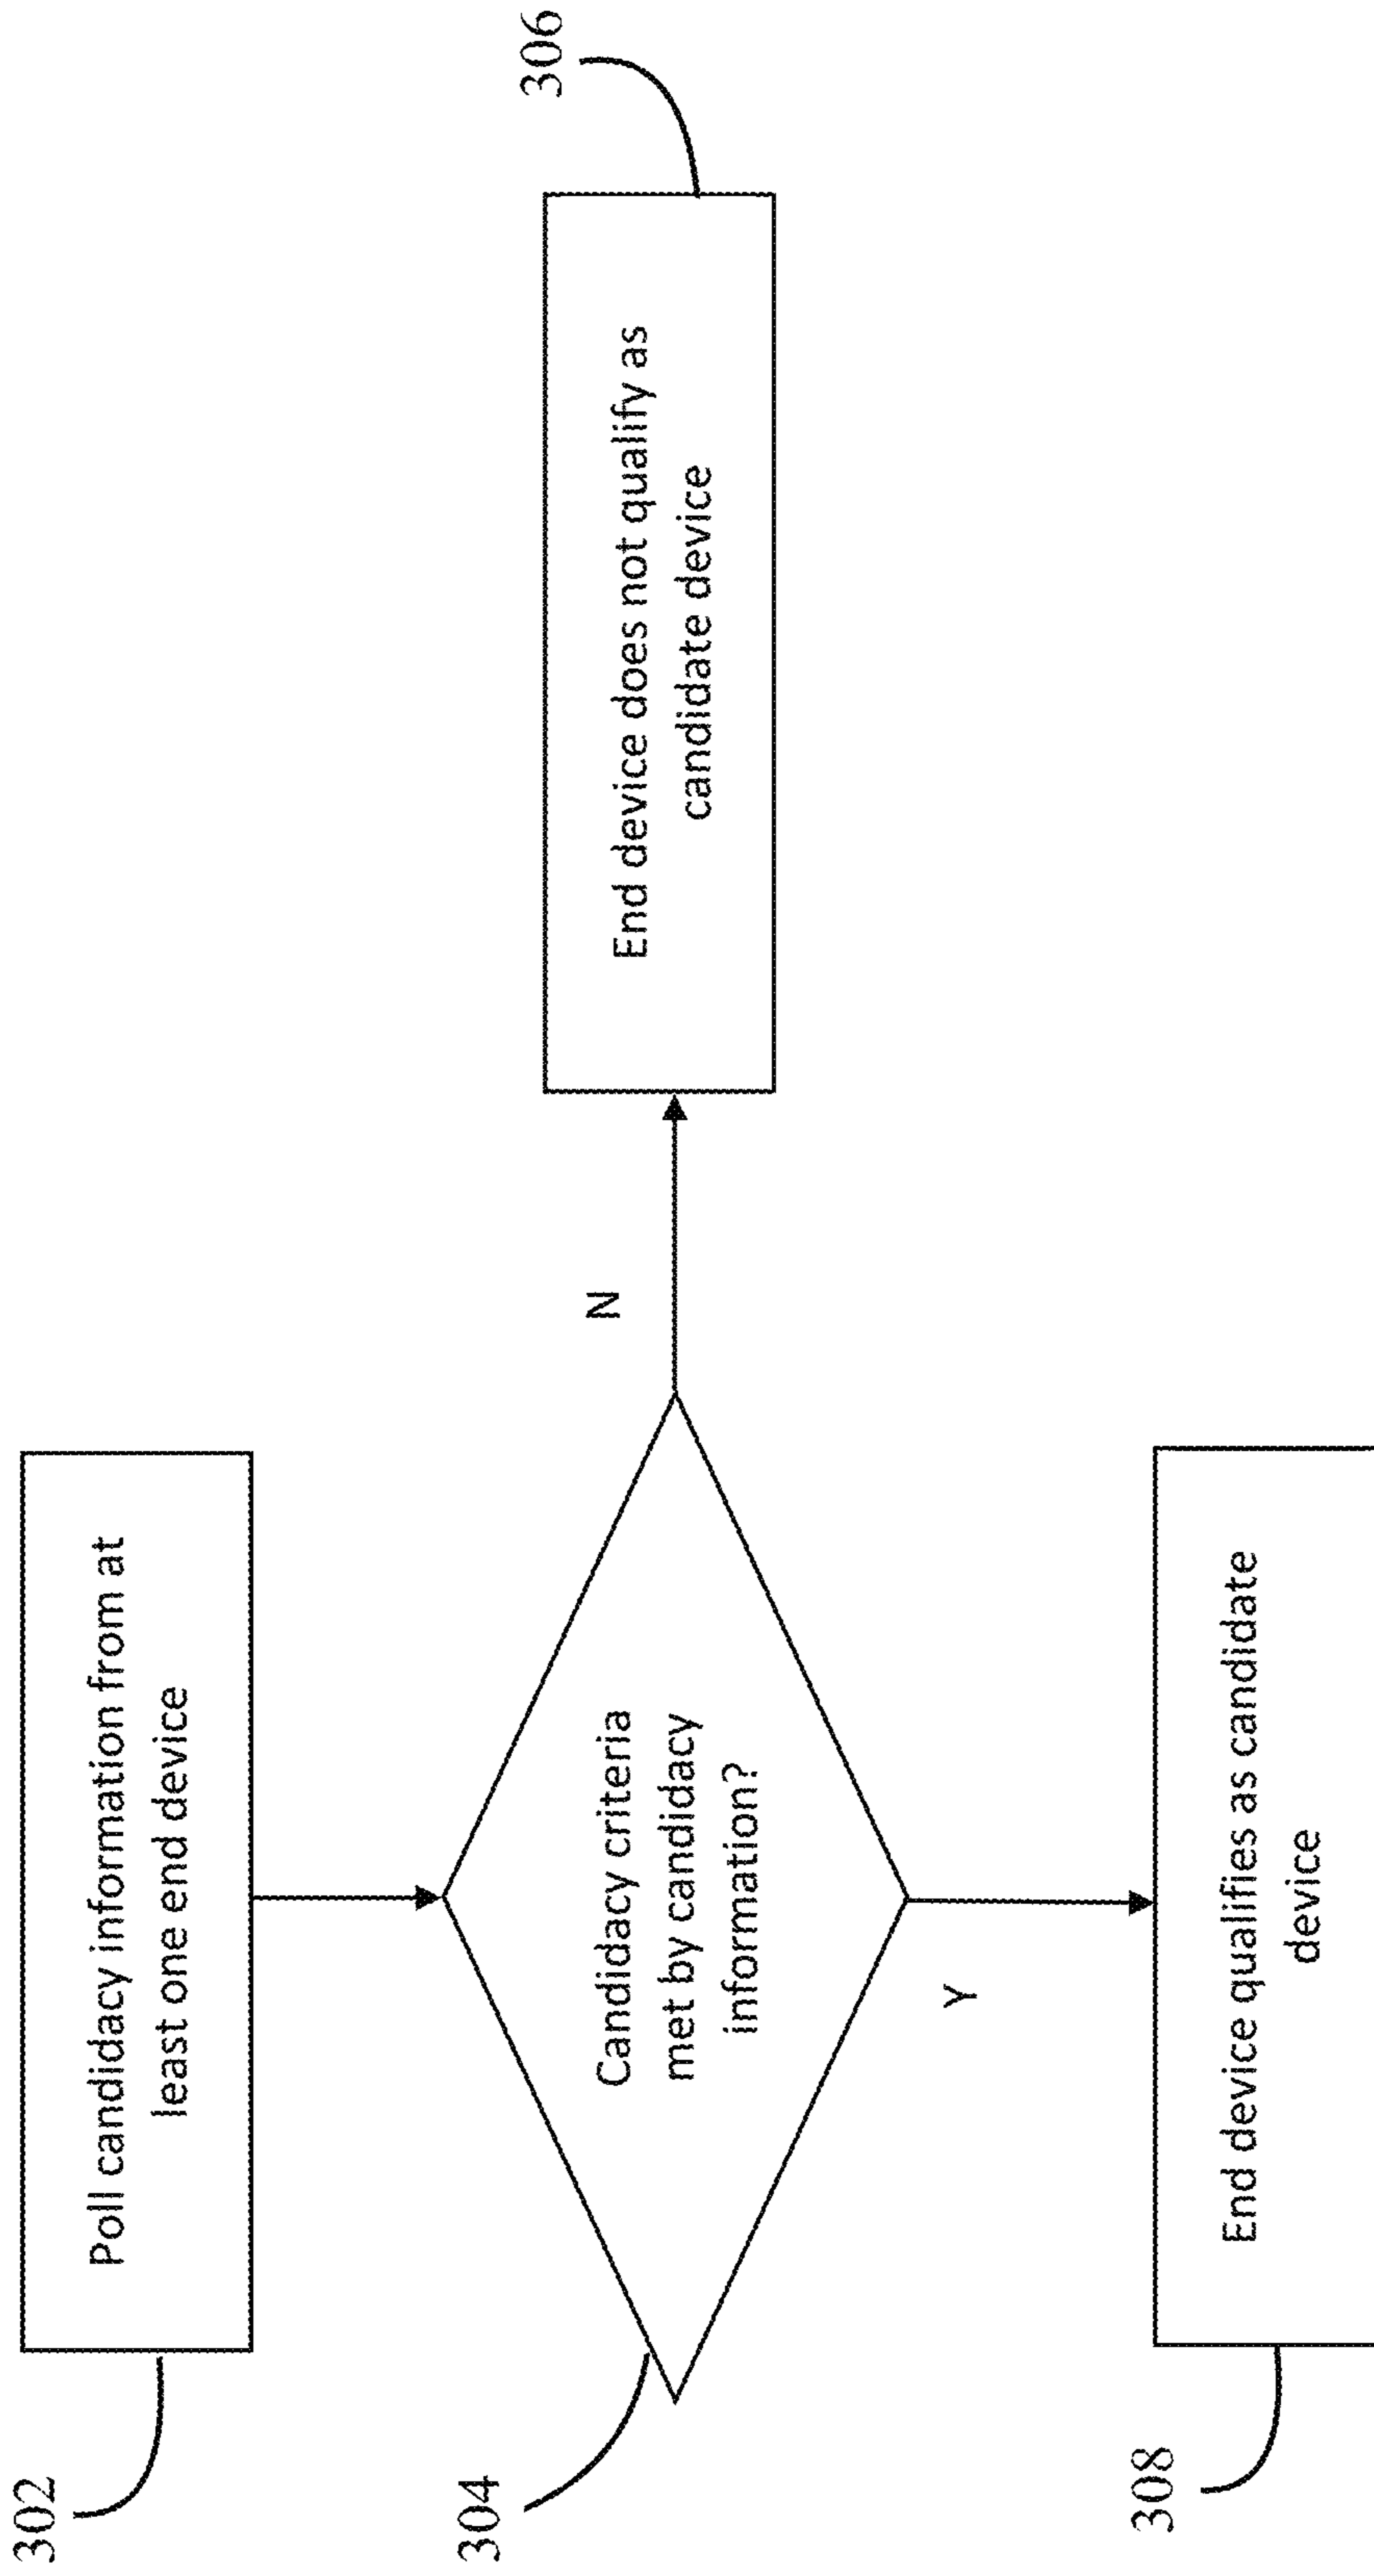 302
Poll candidacy information from at
least one end device
304
Candidacy criteria
met by candidacy
information?
N
306
End device does not qualify as
candidate device
Y
308
End device qualifies as candidate
device